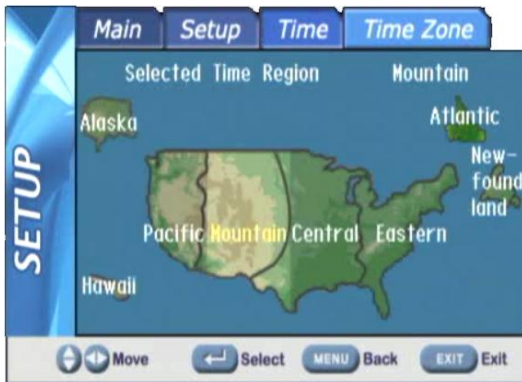 Main Setup Time Time Zone
SETUP
Selected Time Region Mountain
Alaska
Atlantic
New-
found
land
Pacific Mountain Central Eastern
Hawaii
Move Select MENU Back EXIT Exit